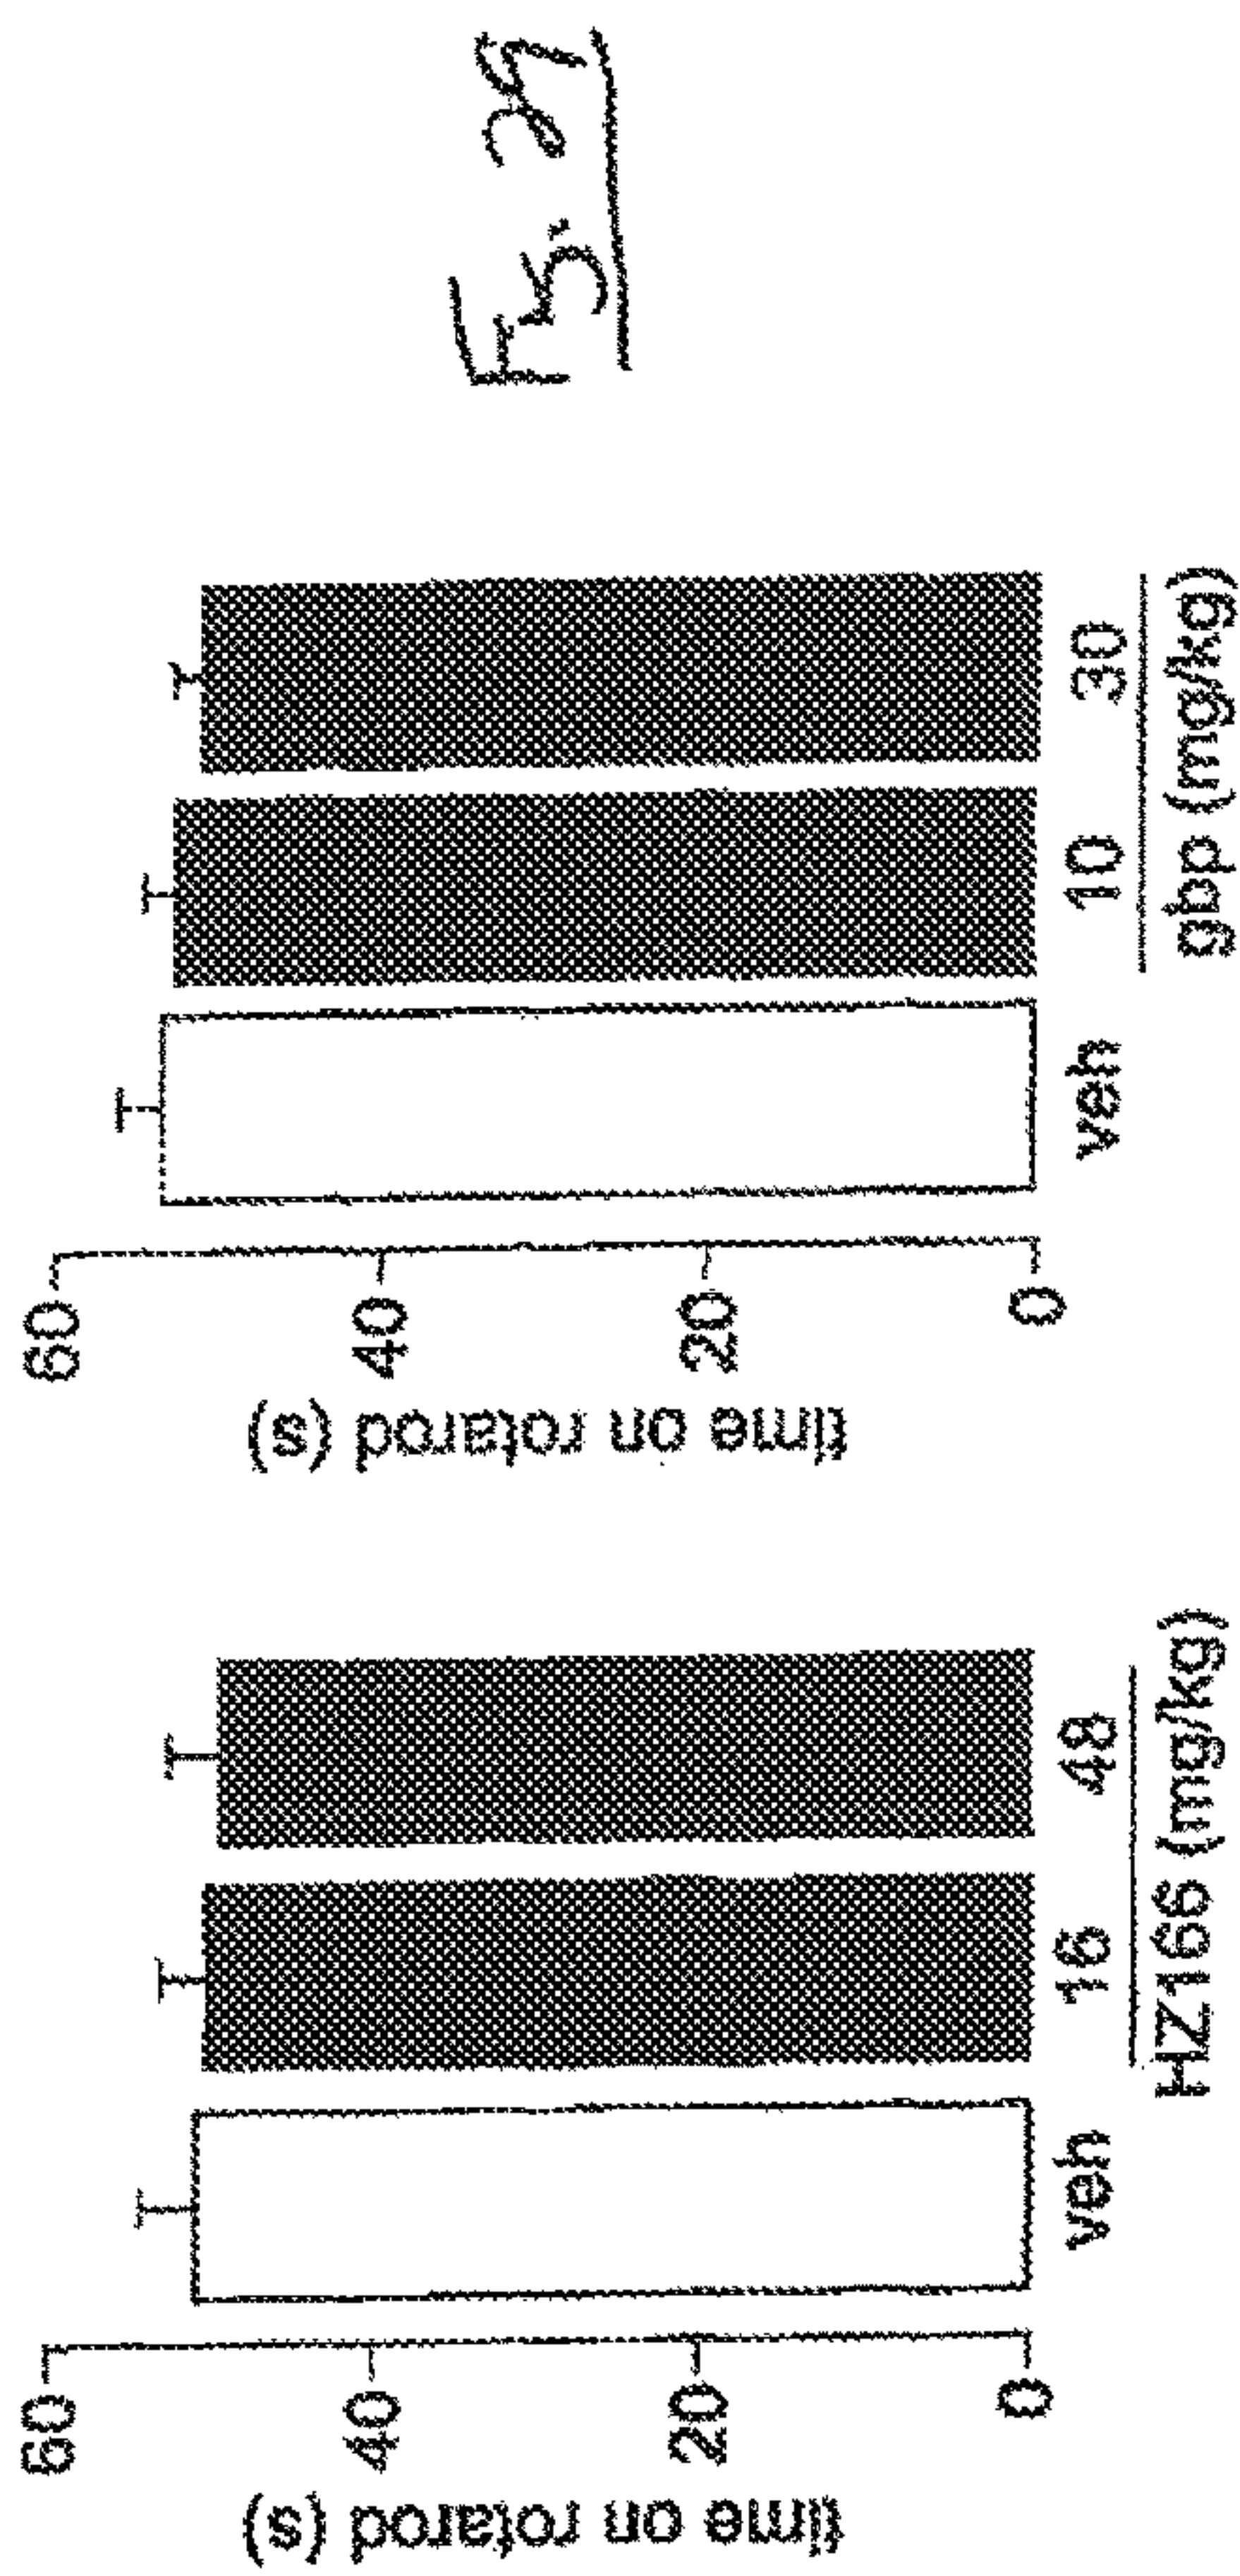 time on rotarod (s)
60
40
20
0
veh
16
48
HZ166 (mg/kg)
time on rotarod (s)
60
40
20
0
veh
10
30
gbp (mg/kg)
Fig. 29